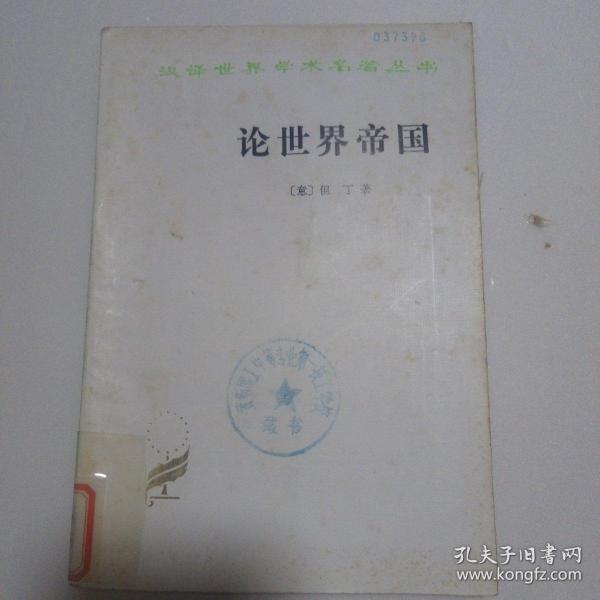 037398
汉译世界学术名著丛书
论世界帝国
〔意〕但 丁 著
孔夫子旧书网
www.kongfz.com